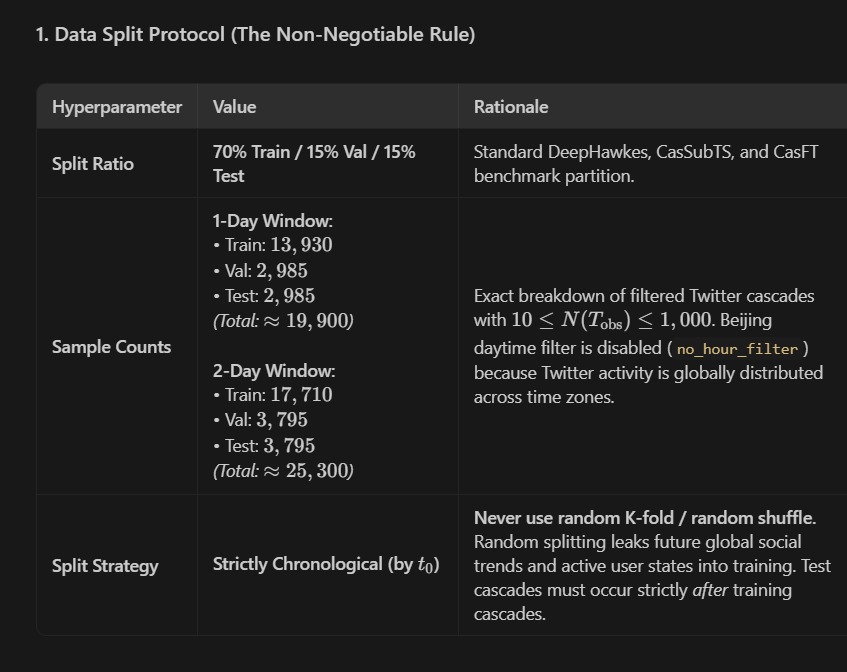 1. Data Split Protocol (The Non-Negotiable Rule)
Hyperparameter Value Rationale
Split Ratio
70% Train / 15% Val / 15%
Test
Standard DeepHawkes, CasSubTS, and CasFT
benchmark partition.
Sample Counts
1-Day Window:
• Train: 13,930
• Val: 2,985
• Test: 2,985
(Total: ≈ 19,900)
2-Day Window:
• Train: 17,710
• Val: 3,795
• Test: 3,795
(Total: ≈ 25,300)
Exact breakdown of filtered Twitter cascades
with 10 ≤ N(T_obs) ≤ 1,000. Beijing
daytime filter is disabled ( no_hour_filter )
because Twitter activity is globally distributed
across time zones.
Split Strategy
Strictly Chronological (by t₀)
Never use random K-fold / random shuffle.
Random splitting leaks future global social
trends and active user states into training. Test
cascades must occur strictly after training
cascades.